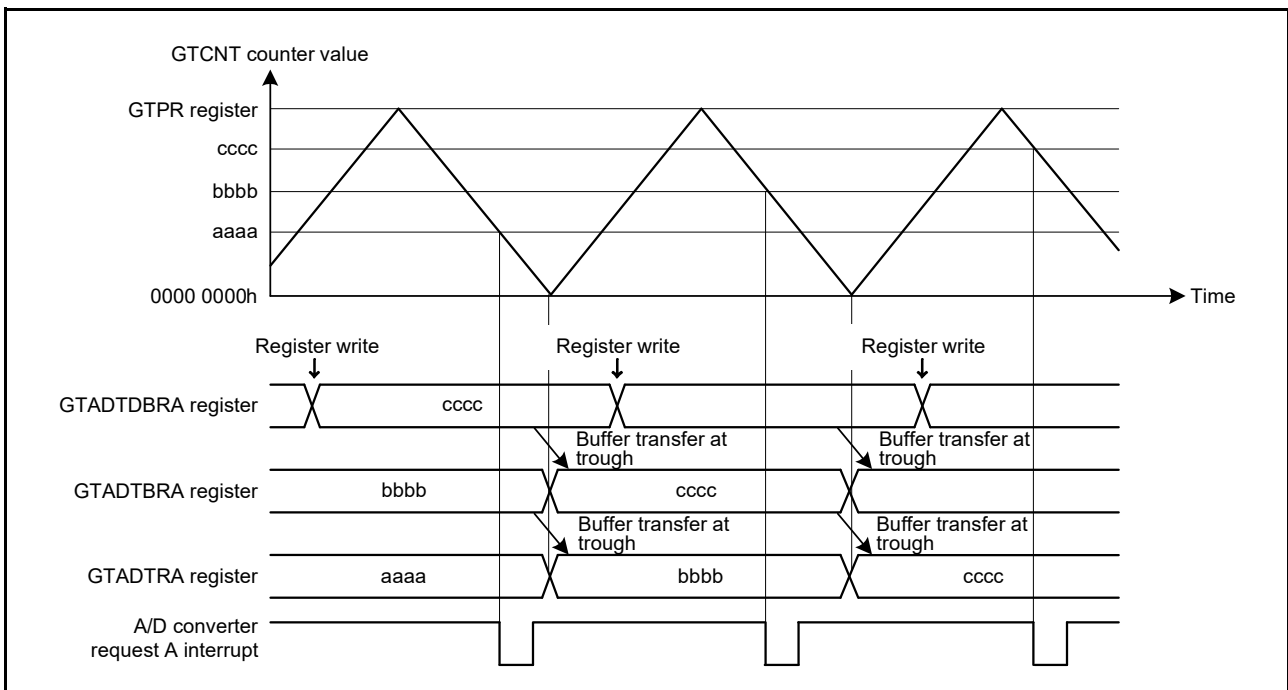 GTCNT counter value
GTPR register
cccc
bbbb
aaaa
0000 0000h
Time
Register write
Register write
Register write
GTADTDBRA register
cccc
Buffer transfer at
trough
Buffer transfer at
trough
GTADTBRA register
bbbb
cccc
Buffer transfer at
trough
Buffer transfer at
trough
GTADTRA register
aaaa
bbbb
cccc
A/D converter
request A interrupt